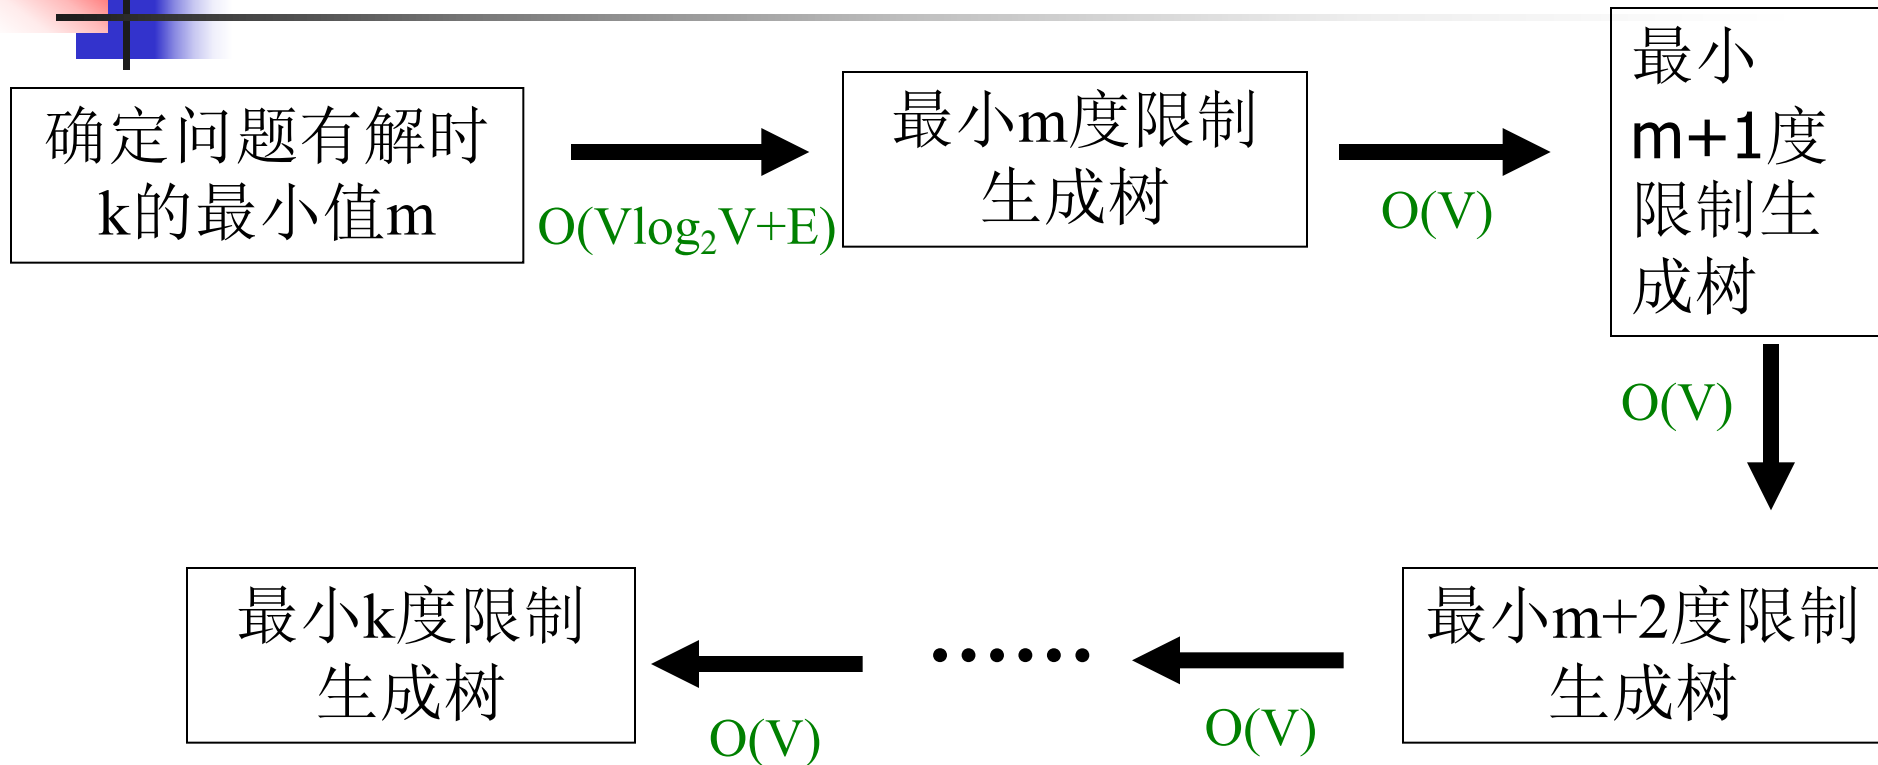 确定问题有解时
k的最小值m
O(Vlog₂V+E)
最小m度限制
生成树
O(V)
最小
m+1度
限制生
成树
O(V)
最小m+2度限制
生成树
O(V)
······
O(V)
最小k度限制
生成树